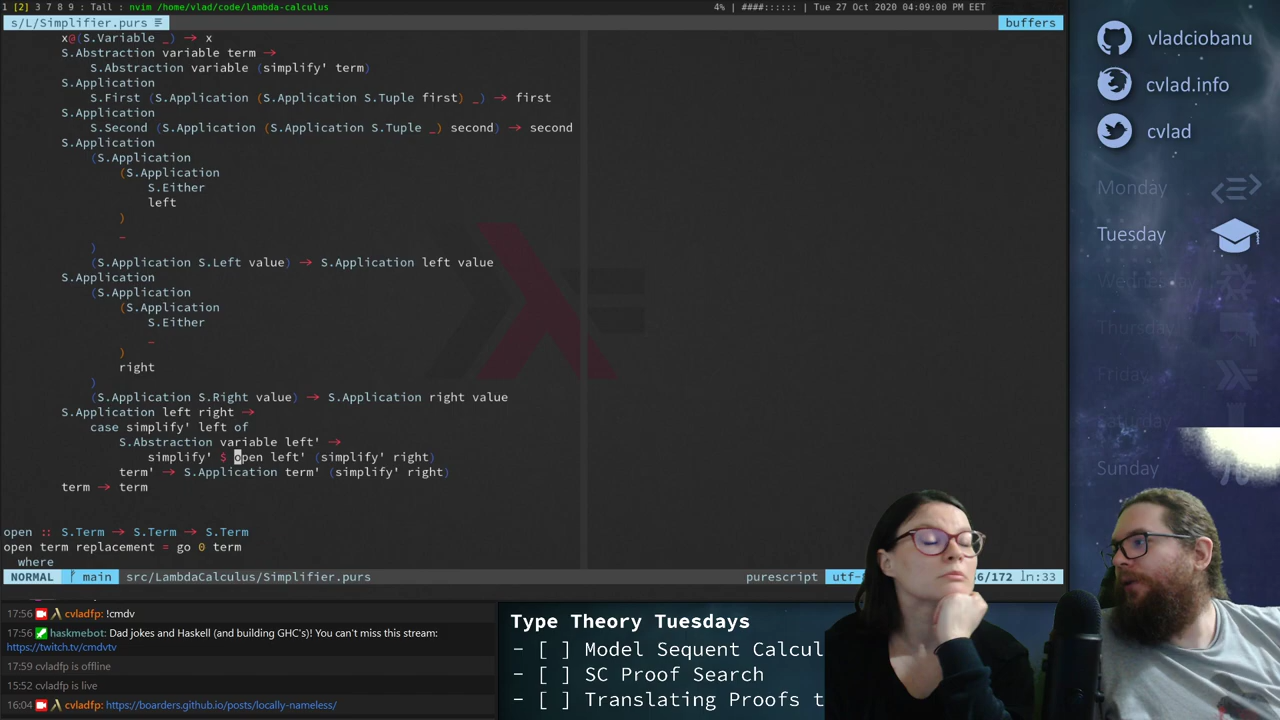 1 [2] 3 7 8 9 : Tall : nvim /home/vlad/code/lambda-calculus
4% | ####:::::: | Tue 27 Oct 2020 04:09:00 PM EET
s/L/Simplifier.purs
buffers
x@(S.Variable _) → x
S.Abstraction variable term →
S.Abstraction variable (simplify' term)
S.Application
S.First (S.Application (S.Application S.Tuple first) _) → first
S.Application
S.Second (S.Application (S.Application S.Tuple _) second) → second
S.Application
(S.Application
(S.Application
S.Either
left
)
_
)
(S.Application S.Left value) → S.Application left value
S.Application
(S.Application
(S.Application
S.Either
_
)
right
)
(S.Application S.Right value) → S.Application right value
S.Application left right →
case simplify' left of
S.Abstraction variable left' →
simplify' $ open left' (simplify' right)
term' → S.Application term' (simplify' right)
term → term
open :: S.Term → S.Term → S.Term
open term replacement = go 0 term
where
NORMAL main src/LambdaCalculus/Simplifier.purs
purescript utf- 6/172 ln:33
17:56 cvladfp: !cmdv
17:56 haskmebot: Dad jokes and Haskell (and building GHC's)! You can't miss this stream:
https://twitch.tv/cmdvtv
17:59 cvladfp is offline
15:52 cvladfp is live
16:04 cvladfp: https://boarders.github.io/posts/locally-nameless/
Type Theory Tuesdays
- [ ] Model Sequent Calcul
- [ ] SC Proof Search
- [ ] Translating Proofs t
vladciobanu
cvlad.info
cvlad
Monday
Tuesday
Wednesday
Thursday
Friday
Saturday
Sunday